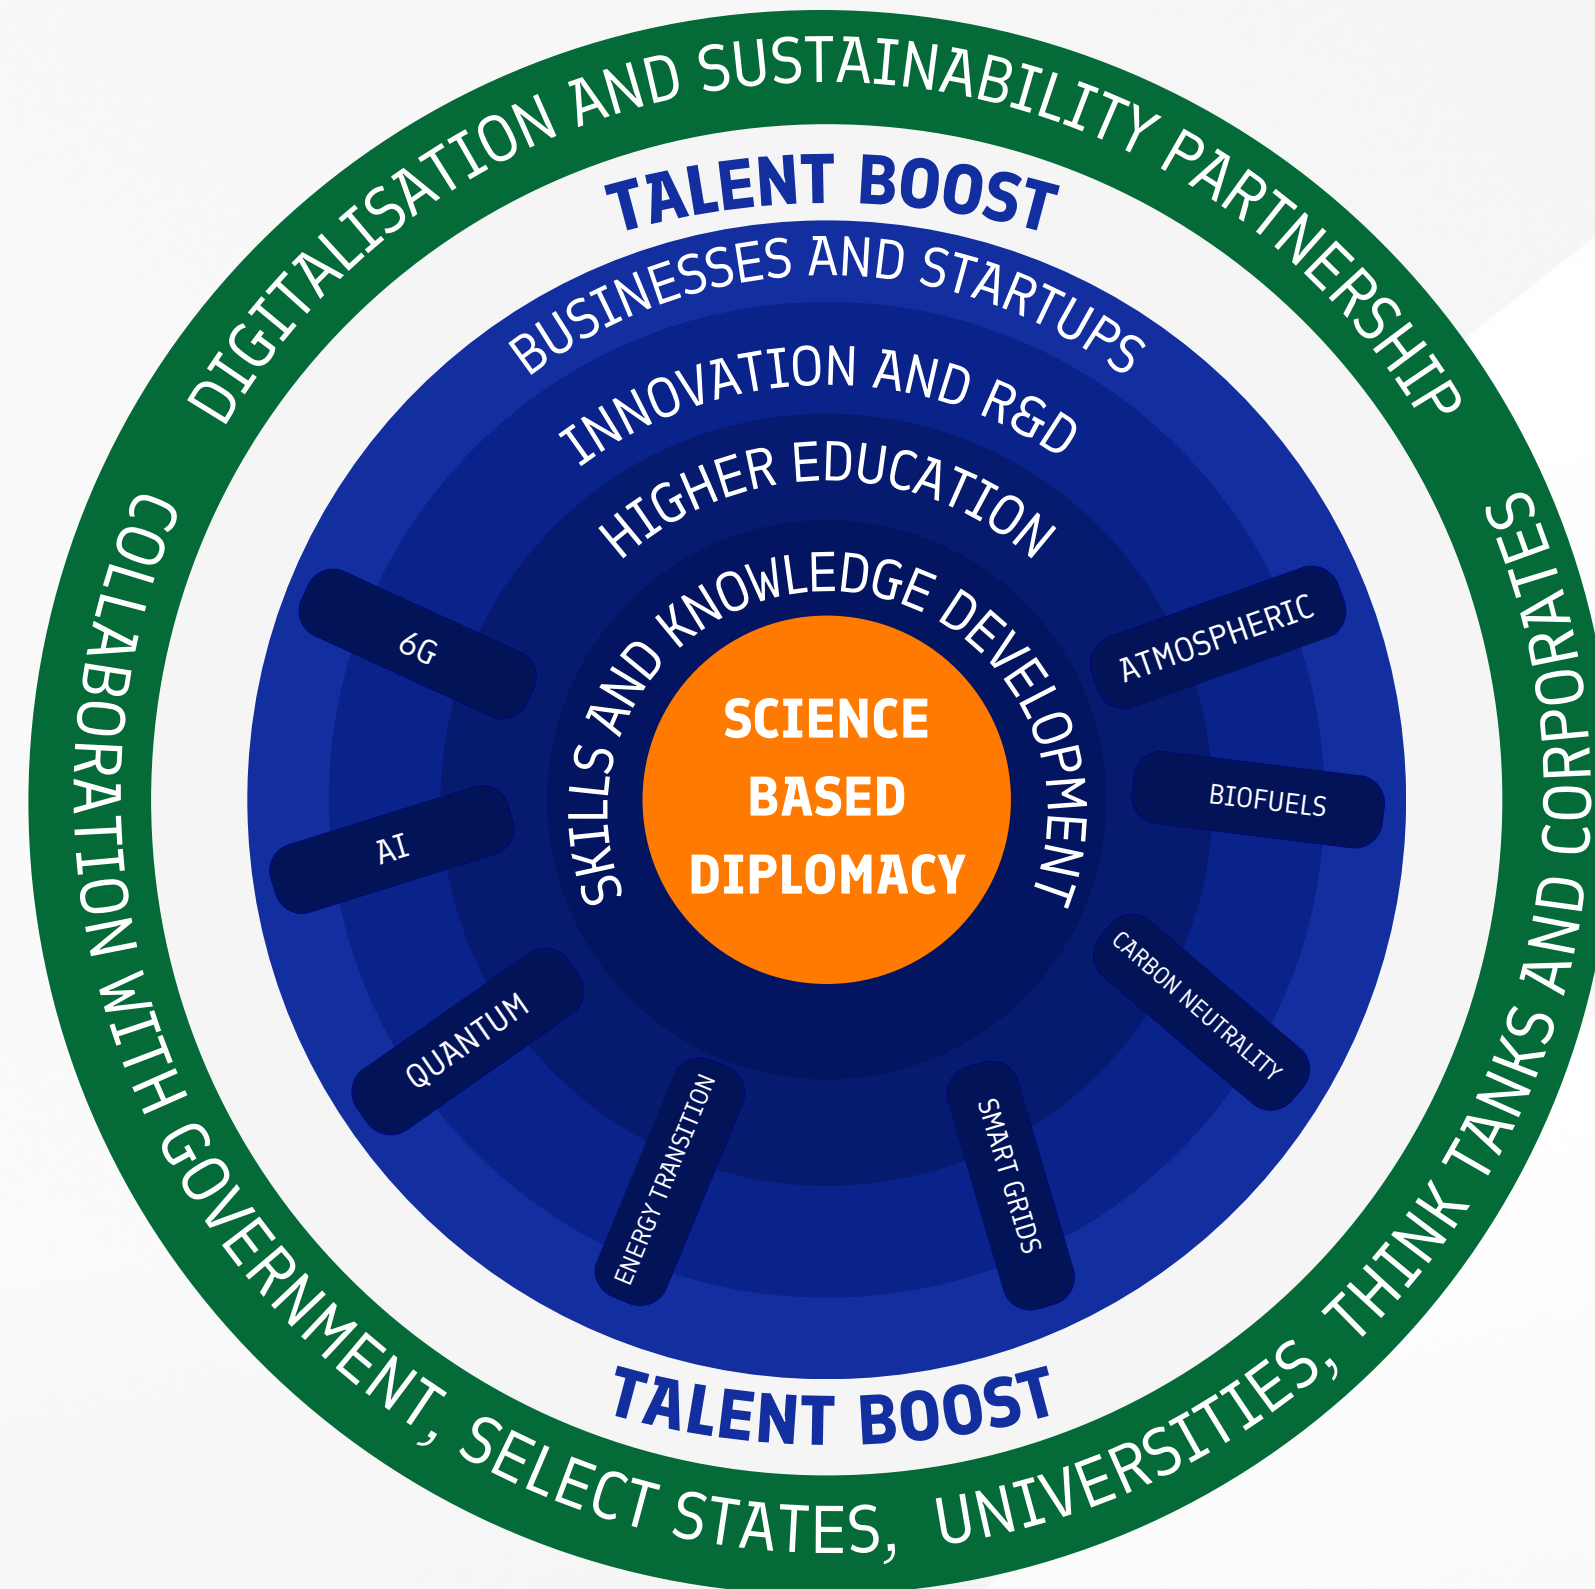 DIGITALISATION AND SUSTAINABILITY PARTNERSHIP
TALENT BOOST
BUSINESSES AND STARTUPS
INNOVATION AND R&D
HIGHER EDUCATION
SKILLS AND KNOWLEDGE DEVELOPMENT
SCIENCE
BASED
DIPLOMACY
6G
AI
QUANTUM
ENERGY TRANSITION
SMART GRIDS
CARBON NEUTRALITY
BIOFUELS
ATMOSPHERIC
TALENT BOOST
COLLABORATION WITH GOVERNMENT, SELECT STATES, UNIVERSITIES, THINK TANKS AND CORPORATES